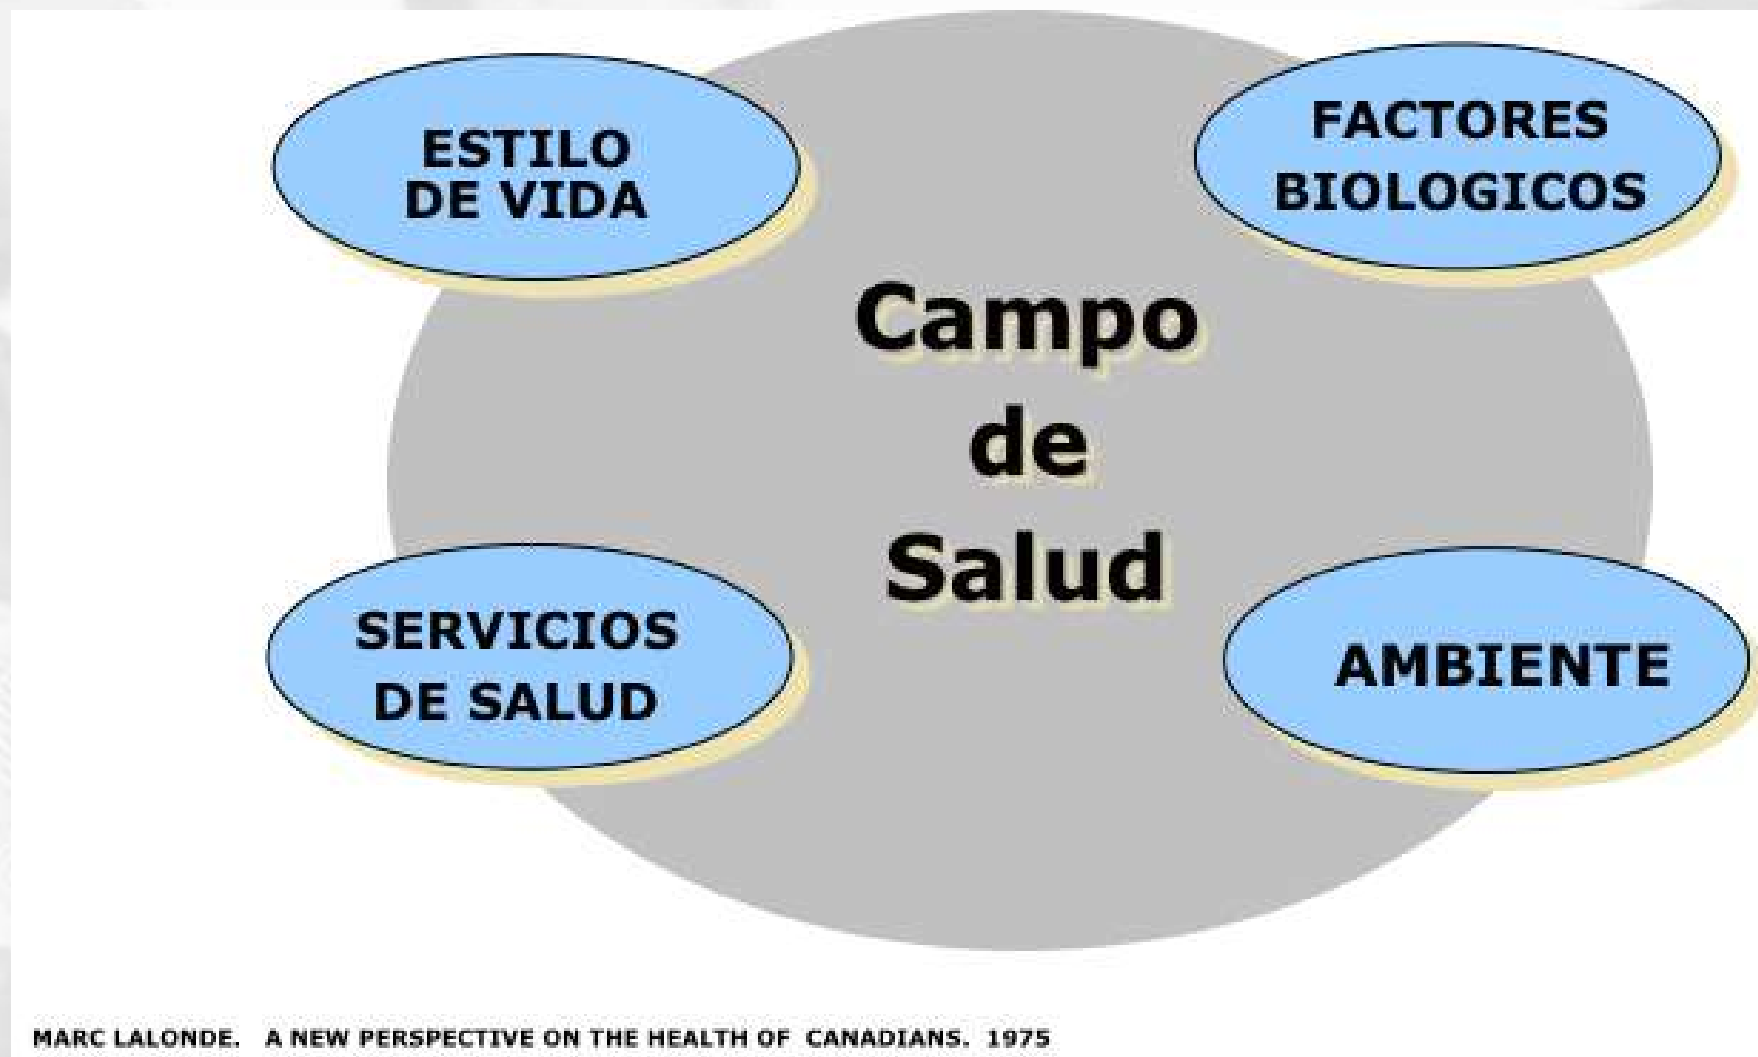 ESTILO
DE VIDA
FACTORES
BIOLOGICOS
Campo
de
Salud
SERVICIOS
DE SALUD
AMBIENTE
MARC LALONDE. A NEW PERSPECTIVE ON THE HEALTH OF CANADIANS. 1975